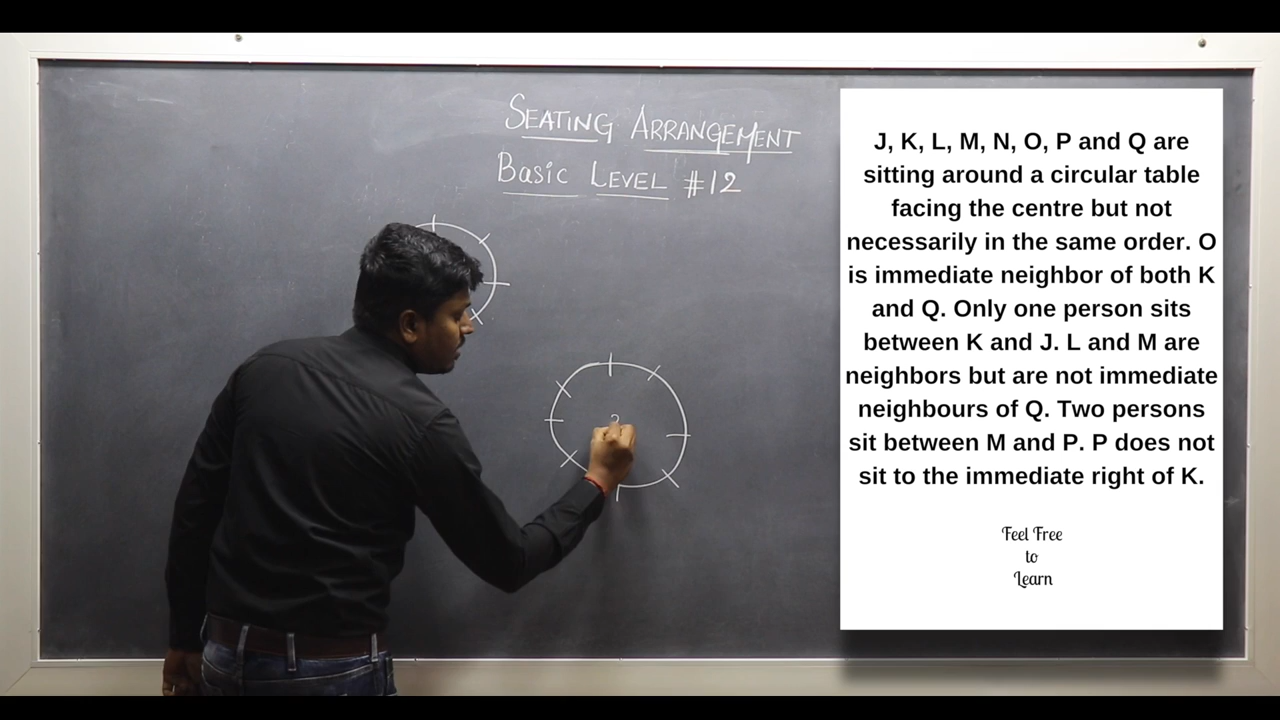 SEATING ARRANGEMENT
Basic LEVEL #12
J, K, L, M, N, O, P and Q are
sitting around a circular table
facing the centre but not
necessarily in the same order. O
is immediate neighbor of both K
and Q. Only one person sits
between K and J. L and M are
neighbors but are not immediate
neighbours of Q. Two persons
sit between M and P. P does not
sit to the immediate right of K.
Feel Free
to
Learn